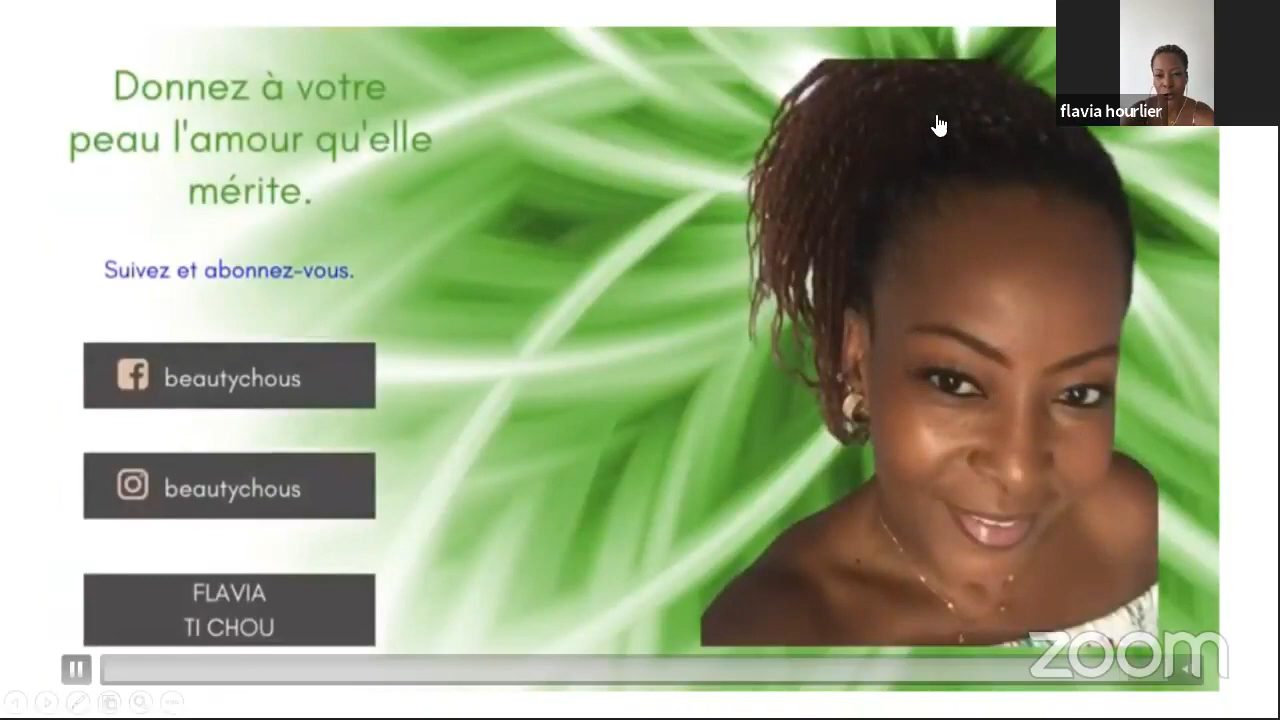 Donnez à votre
peau l'amour qu'elle
mérite.
Suivez et abonnez-vous.
beautychous
beautychous
FLAVIA
TI CHOU
flavia hourlier
zoom